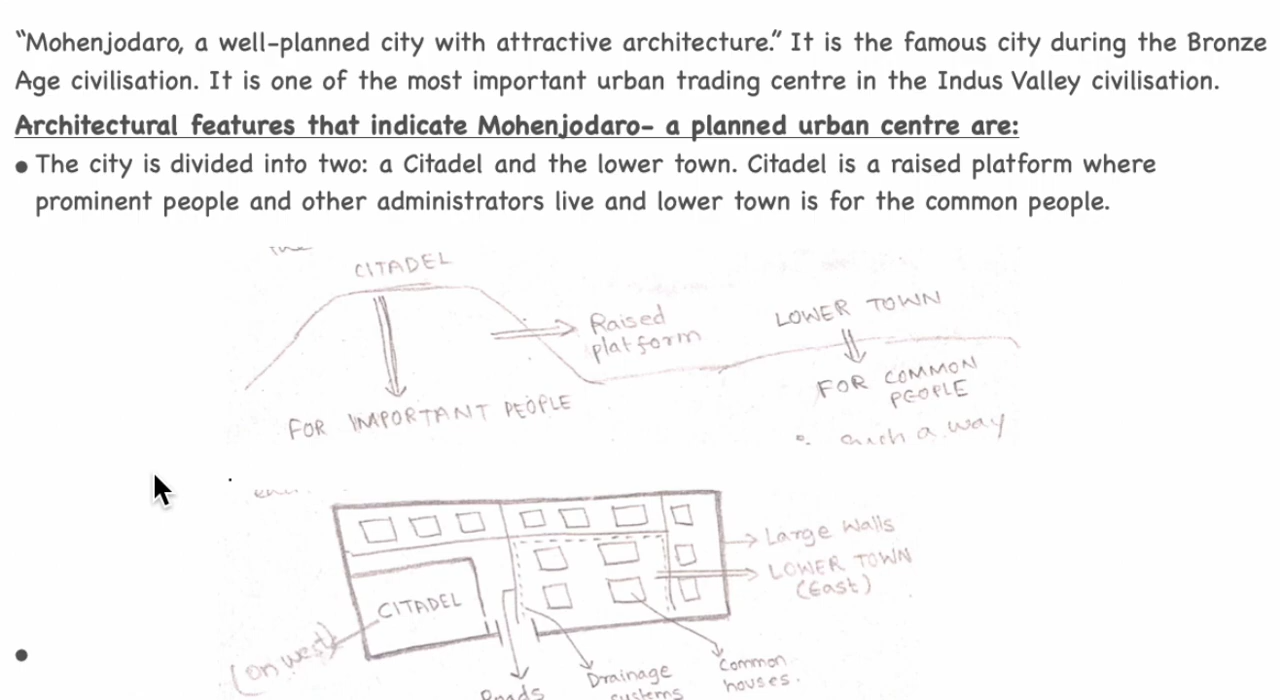 “Mohenjodaro, a well-planned city with attractive architecture.” It is the famous city during the Bronze
Age civilisation. It is one of the most important urban trading centre in the Indus Valley civilisation.
Architectural features that indicate Mohenjodaro- a planned urban centre are:
• The city is divided into two: a Citadel and the lower town. Citadel is a raised platform where
prominent people and other administrators live and lower town is for the common people.
CITADEL
Raised
platform
LOWER TOWN
FOR IMPORTANT PEOPLE
FOR COMMON
PEOPLE
such a way
Large Walls
LOWER TOWN
(East)
CITADEL
(on west)
Roads
Drainage
systems
Common
houses.